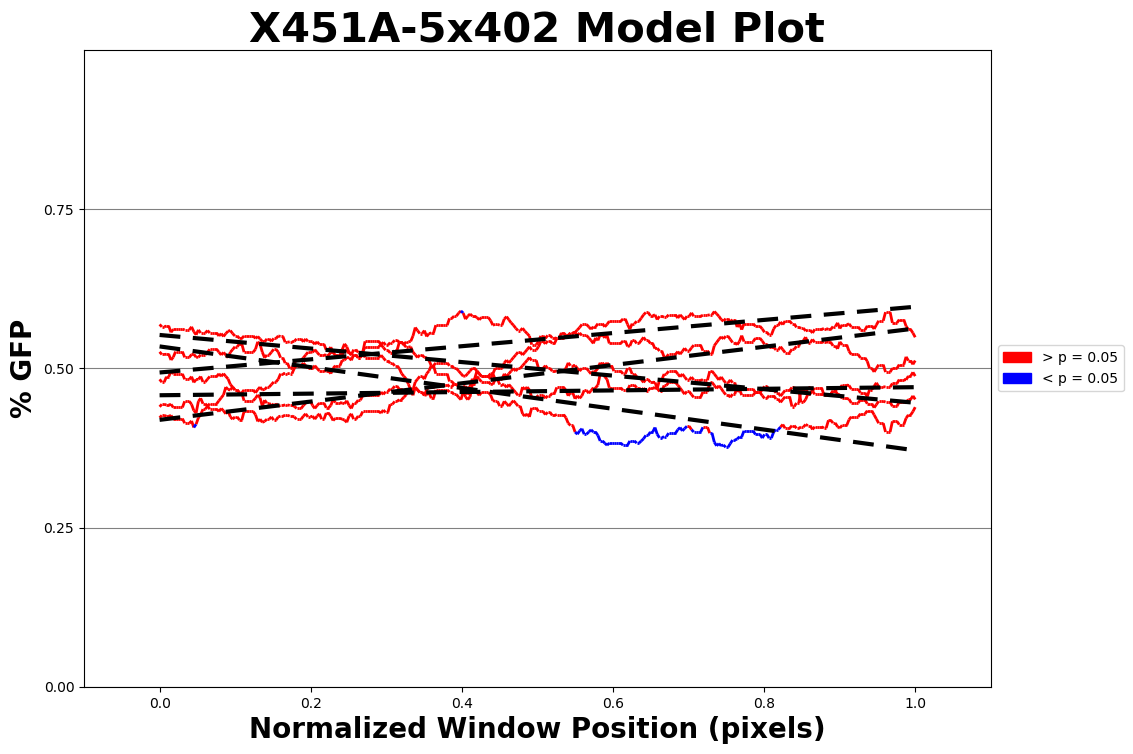 X451A-5x402 Model Plot
% GFP
0.75
0.50
0.25
0.00
0.0 0.2 0.4 0.6 0.8 1.0
Normalized Window Position (pixels)
> p = 0.05
< p = 0.05